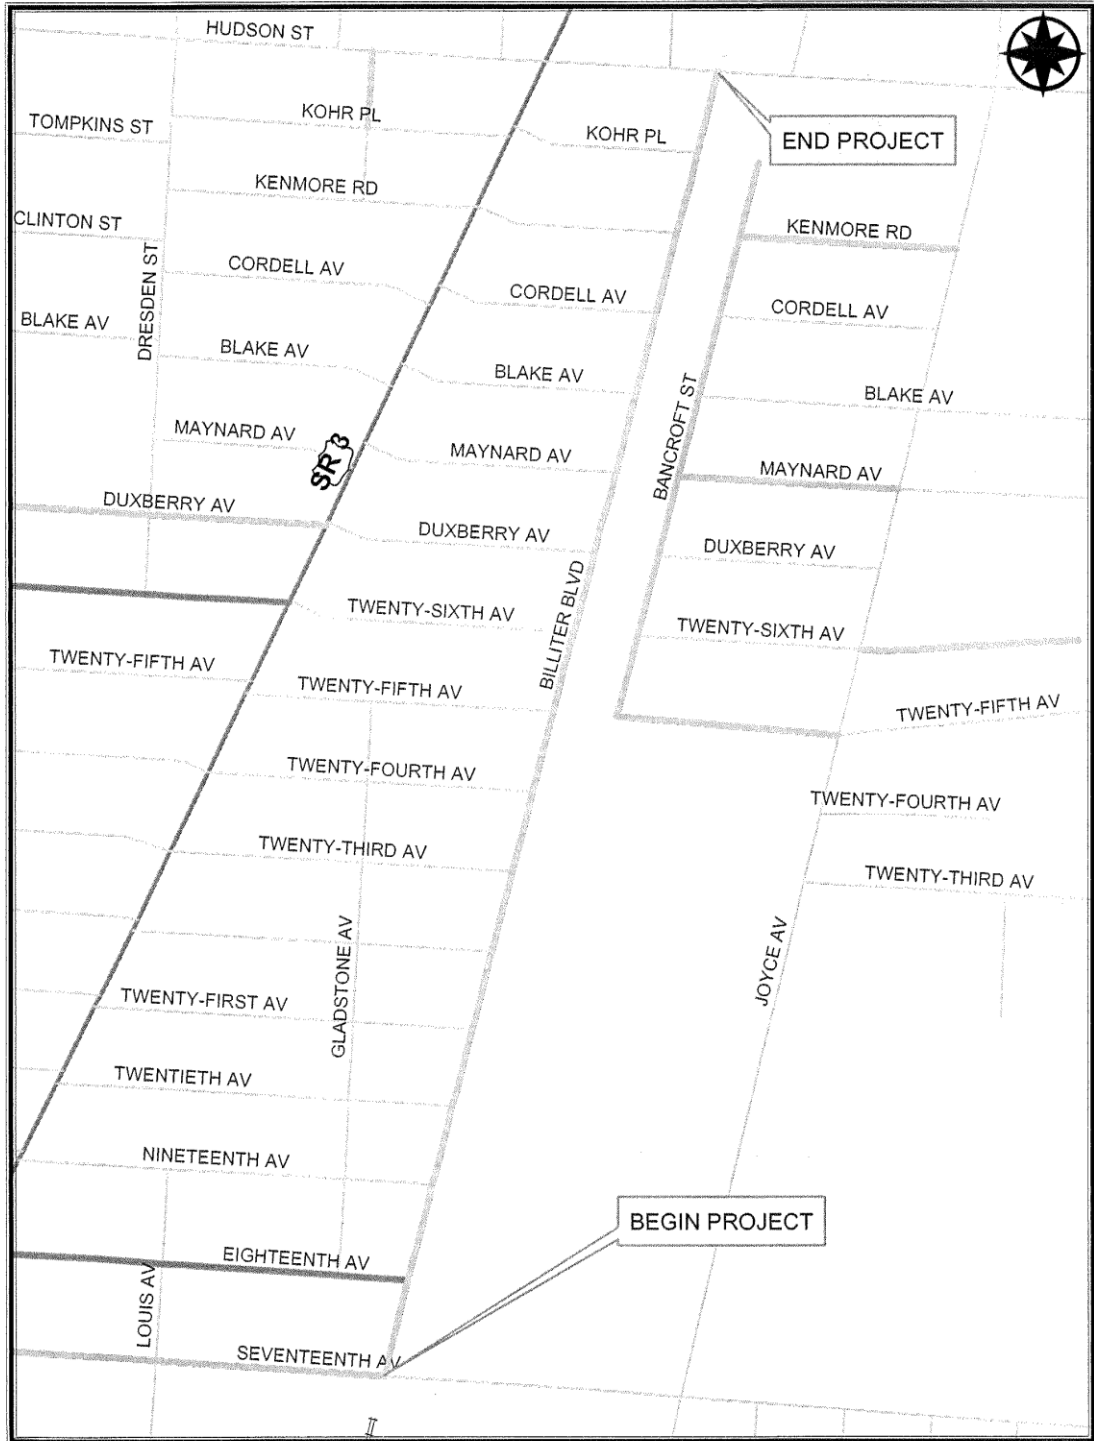 HUDSON ST
KOHR PL
TOMPKINS ST
KOHR PL
END PROJECT
KENMORE RD
CLINTON ST
KENMORE RD
CORDELL AV
DRESDEN ST
CORDELL AV
CORDELL AV
BLAKE AV
BLAKE AV
BLAKE AV
BLAKE AV
BANCROFT ST
MAYNARD AV
SR 3
MAYNARD AV
MAYNARD AV
DUXBERRY AV
DUXBERRY AV
DUXBERRY AV
BILLITER BLVD
TWENTY-SIXTH AV
TWENTY-SIXTH AV
TWENTY-FIFTH AV
TWENTY-FIFTH AV
TWENTY-FIFTH AV
TWENTY-FOURTH AV
TWENTY-FOURTH AV
TWENTY-THIRD AV
TWENTY-THIRD AV
GLADSTONE AV
JOYCE AV
TWENTY-FIRST AV
TWENTIETH AV
NINETEENTH AV
BEGIN PROJECT
EIGHTEENTH AV
LOUIS AV
SEVENTEENTH AV